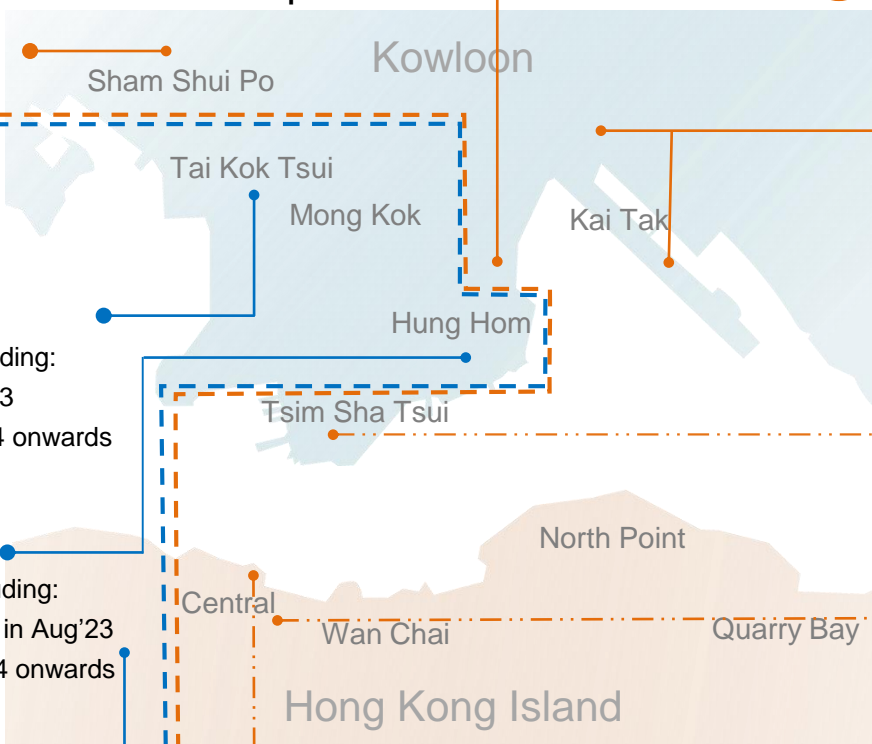 Kowloon
Sham Shui Po
Tai Kok Tsui
Mong Kok
Kai Tak
Hung Hom
ding:
3
Tsim Sha Tsui
4 onwards
North Point
ding:
Central
in Aug'23
Wan Chai
Quarry Bay
4 onwards
Hong Kong Island